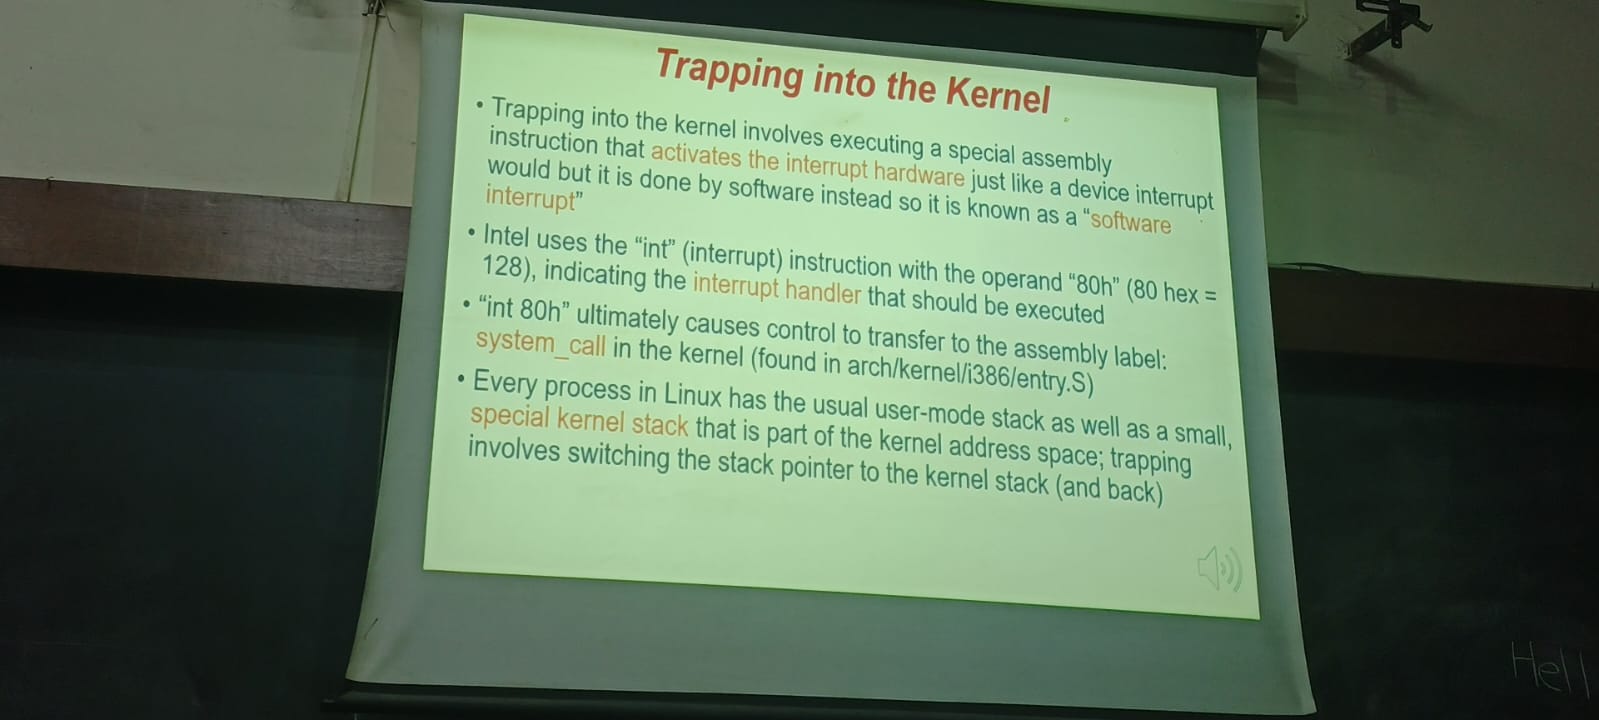 Trapping into the Kernel
• Trapping into the kernel involves executing a special assembly
instruction that activates the interrupt hardware just like a device interrupt
would but it is done by software instead so it is known as a “software
interrupt”
• Intel uses the “int” (interrupt) instruction with the operand “80h” (80 hex =
128), indicating the interrupt handler that should be executed
• “int 80h” ultimately causes control to transfer to the assembly label:
system_call in the kernel (found in arch/kernel/i386/entry.S)
• Every process in Linux has the usual user-mode stack as well as a small,
special kernel stack that is part of the kernel address space; trapping
involves switching the stack pointer to the kernel stack (and back)
Hell